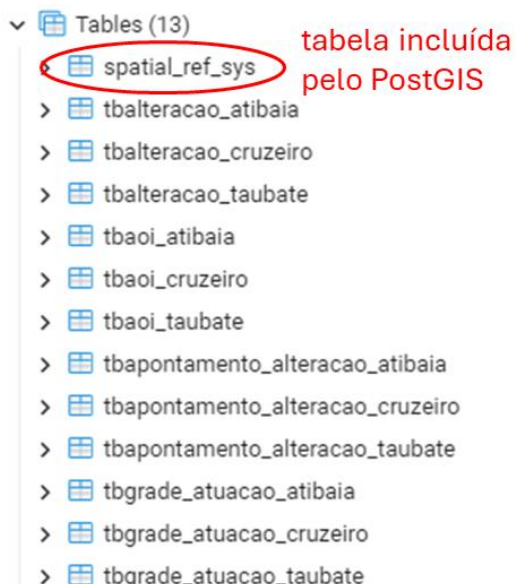 Tables (13)
tabela incluída
pelo PostGIS
spatial_ref_sys
tbalteracao_atibaia
tbalteracao_cruzeiro
tbalteracao_taubate
tbaoi_atibaia
tbaoi_cruzeiro
tbaoi_taubate
tbapontamento_alteracao_atibaia
tbapontamento_alteracao_cruzeiro
tbapontamento_alteracao_taubate
tbgrade_atuacao_atibaia
tbgrade_atuacao_cruzeiro
tbgrade_atuacao_taubate